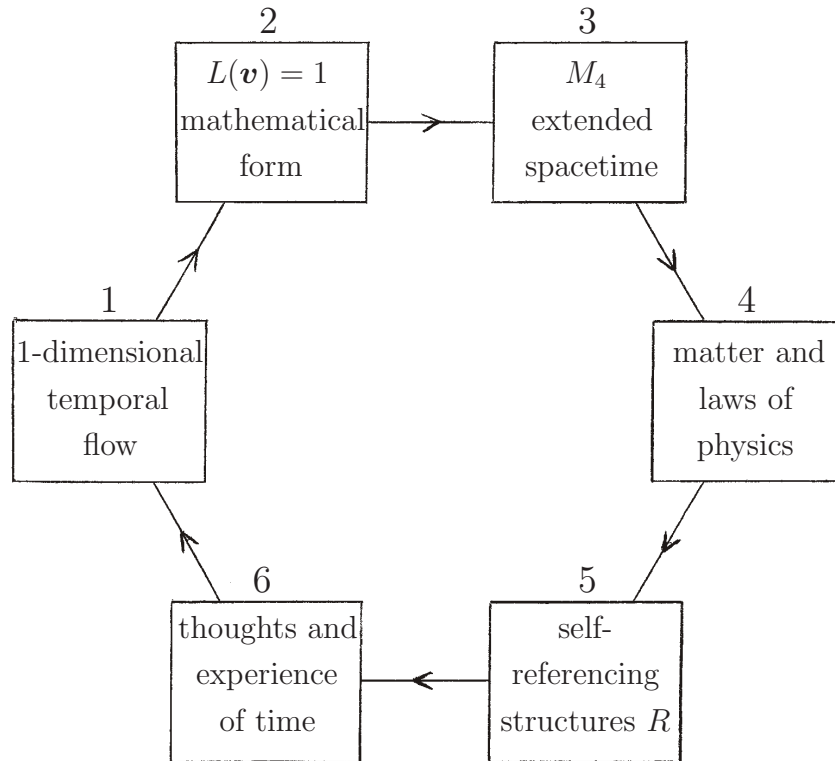 2
L(v) = 1
mathematical
form
3
M₄
extended
spacetime
1
1-dimensional
temporal
flow
4
matter and
laws of
physics
6
thoughts and
experience
of time
5
self-
referencing
structures R